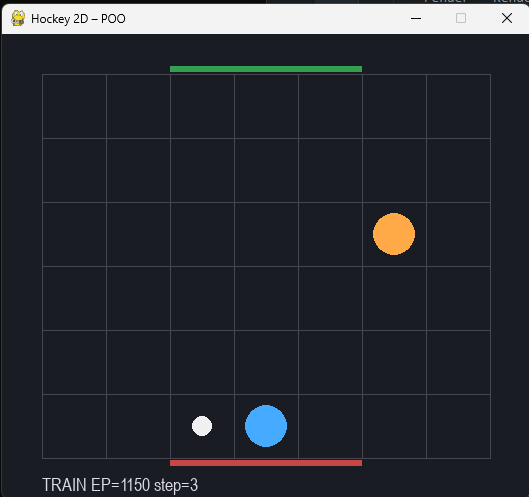 Hockey 2D – POO
TRAIN EP=1150 step=3